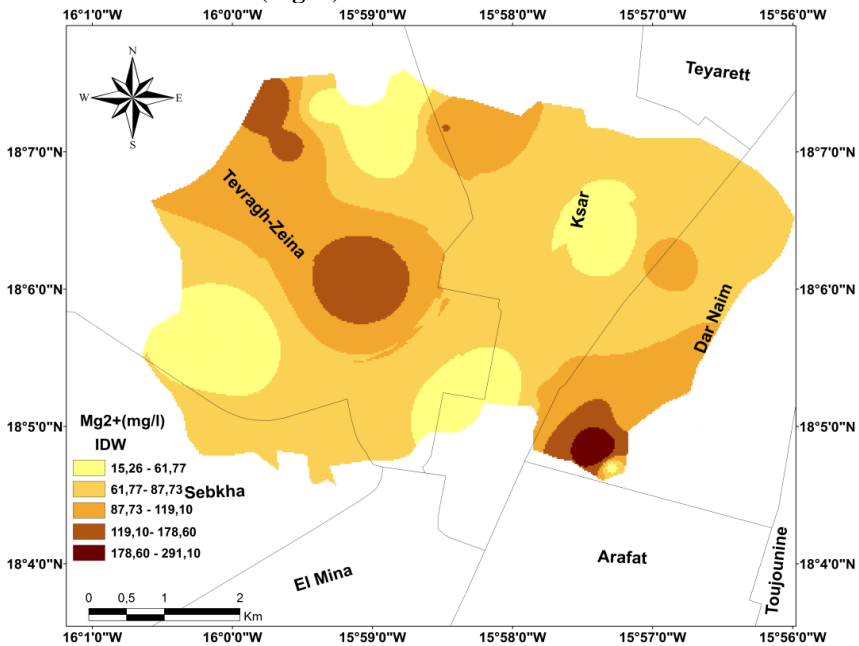 16°1'0"W 16°0'0"W 15°59'0"W 15°58'0"W 15°57'0"W 15°56'0"W
N
W E
S
Teyarett
18°7'0"N 18°7'0"N
Tevragh-Zeina
Ksar
18°6'0"N 18°6'0"N
Dar Naim
18°5'0"N 18°5'0"N
Mg2+(mg/l)
IDW
15,26 - 61,77
61,77- 87,73
Sebkha
87,73 - 119,10
119,10- 178,60
178,60 - 291,10
18°4'0"N 18°4'0"N
Arafat
El Mina
Toujounine
0 0,5 1 2
Km
16°1'0"W 16°0'0"W 15°59'0"W 15°58'0"W 15°57'0"W 15°56'0"W